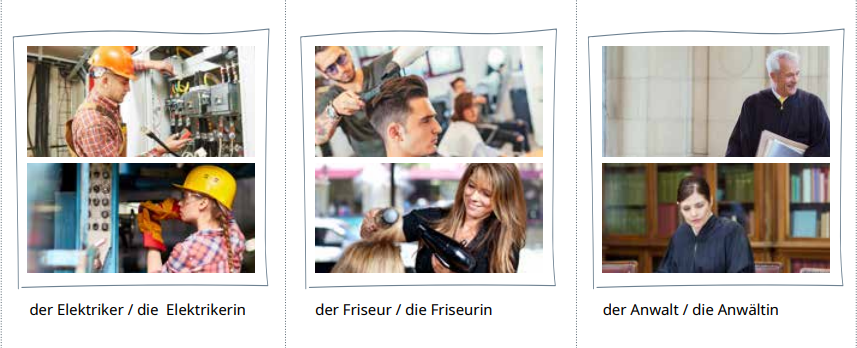 der Elektriker / die Elektrikerin
der Friseur / die Friseurin
der Anwalt / die Anwältin